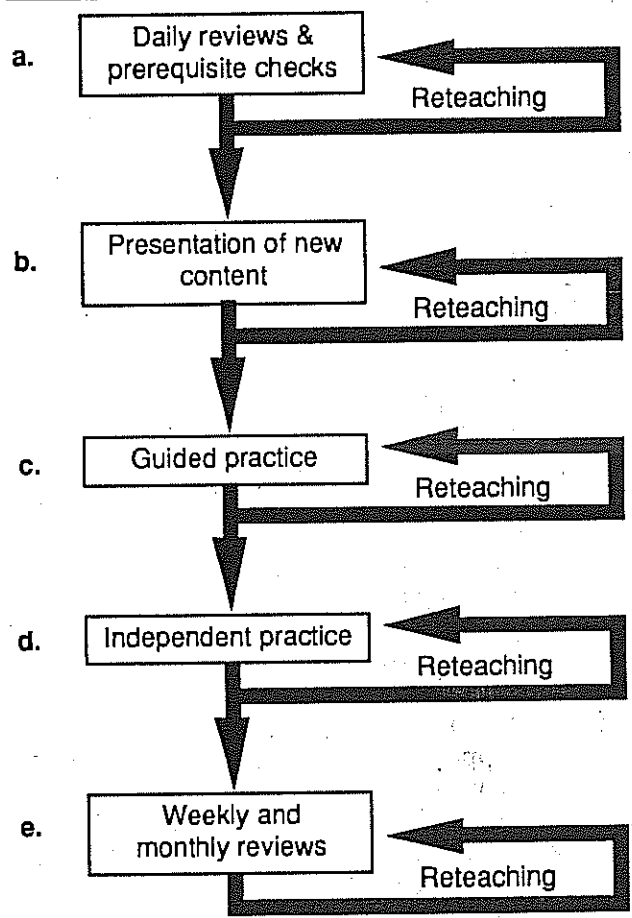 a.
Daily reviews &
prerequisite checks
Reteaching
b.
Presentation of new
content
Reteaching
c.
Guided practice
Reteaching
d.
Independent practice
Reteaching
e.
Weekly and
monthly reviews
Reteaching